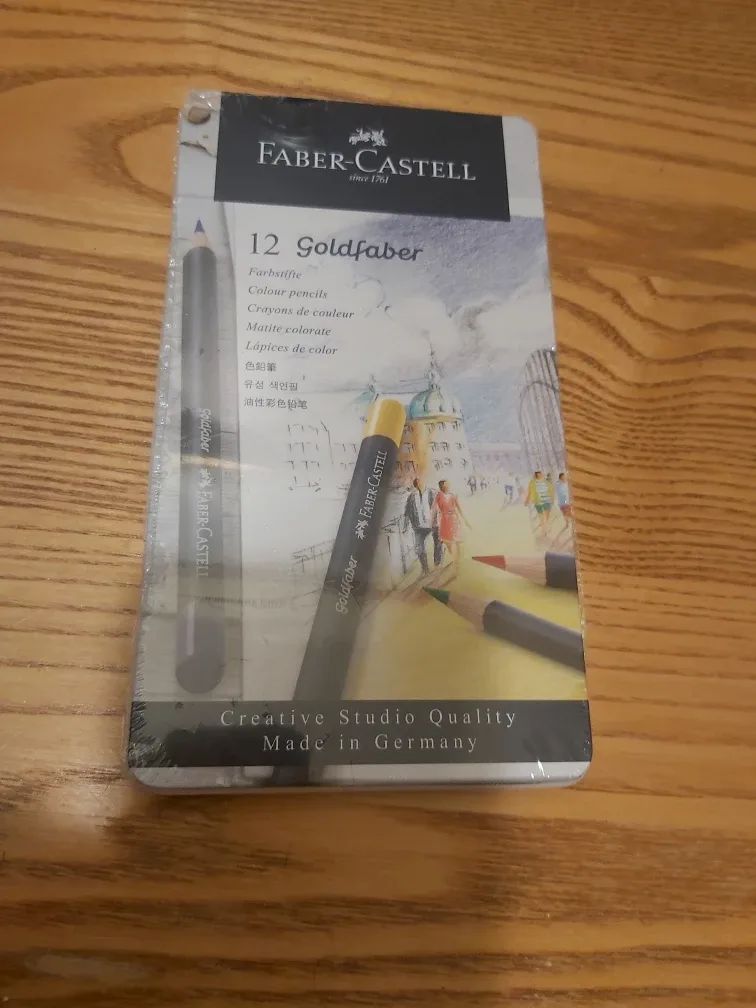 FABER-CASTELL
since 1761
12 Goldfaber
Farbstifte
Colour pencils
Crayons de couleur
Matite colorate
Lápices de color
色鉛筆
유성 색연필
油性彩色铅笔
Goldfaber FABER-CASTELL
Goldfaber FABER-CASTELL
Creative Studio Quality
Made in Germany